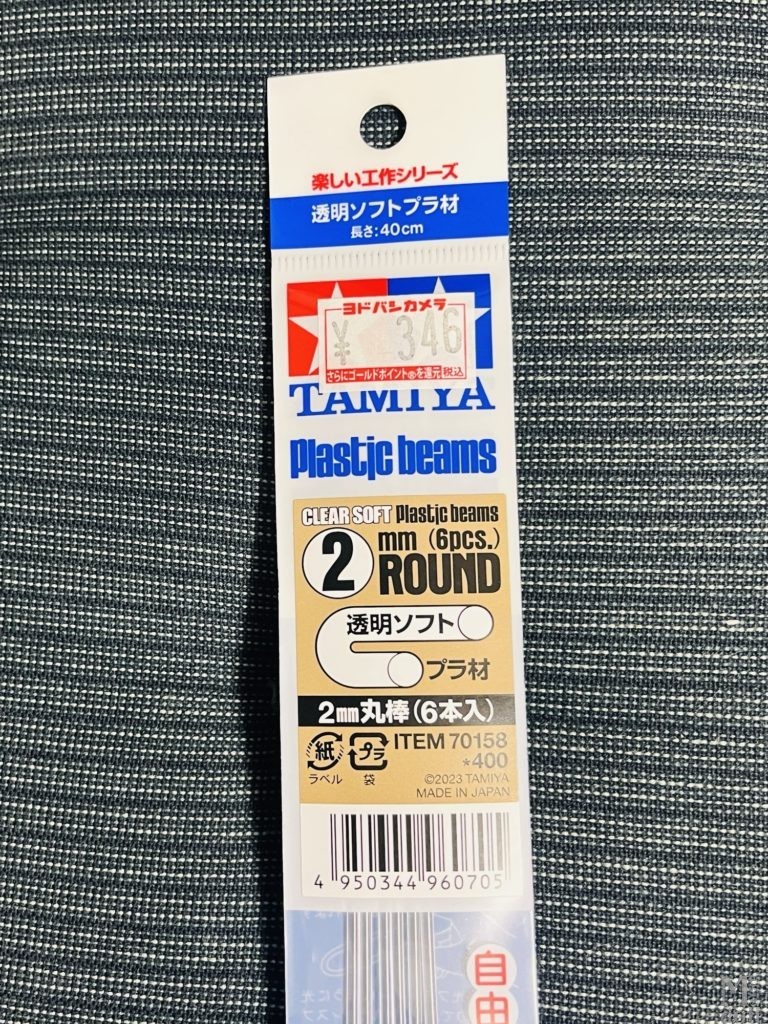 楽しい工作シリーズ
透明ソフトプラ材
長さ:40cm
ヨドバシカメラ
¥ 346
さらにゴールドポイント®を還元 税込
TAMIYA
Plastic beams
CLEAR SOFT Plastic beams
2 mm (6pcs.)
ROUND
透明ソフト
プラ材
2mm丸棒(6本入)
紙 プラ ITEM 70158
*400
ラベル 袋 ©2023 TAMIYA
MADE IN JAPAN
4 950344 960705
自由